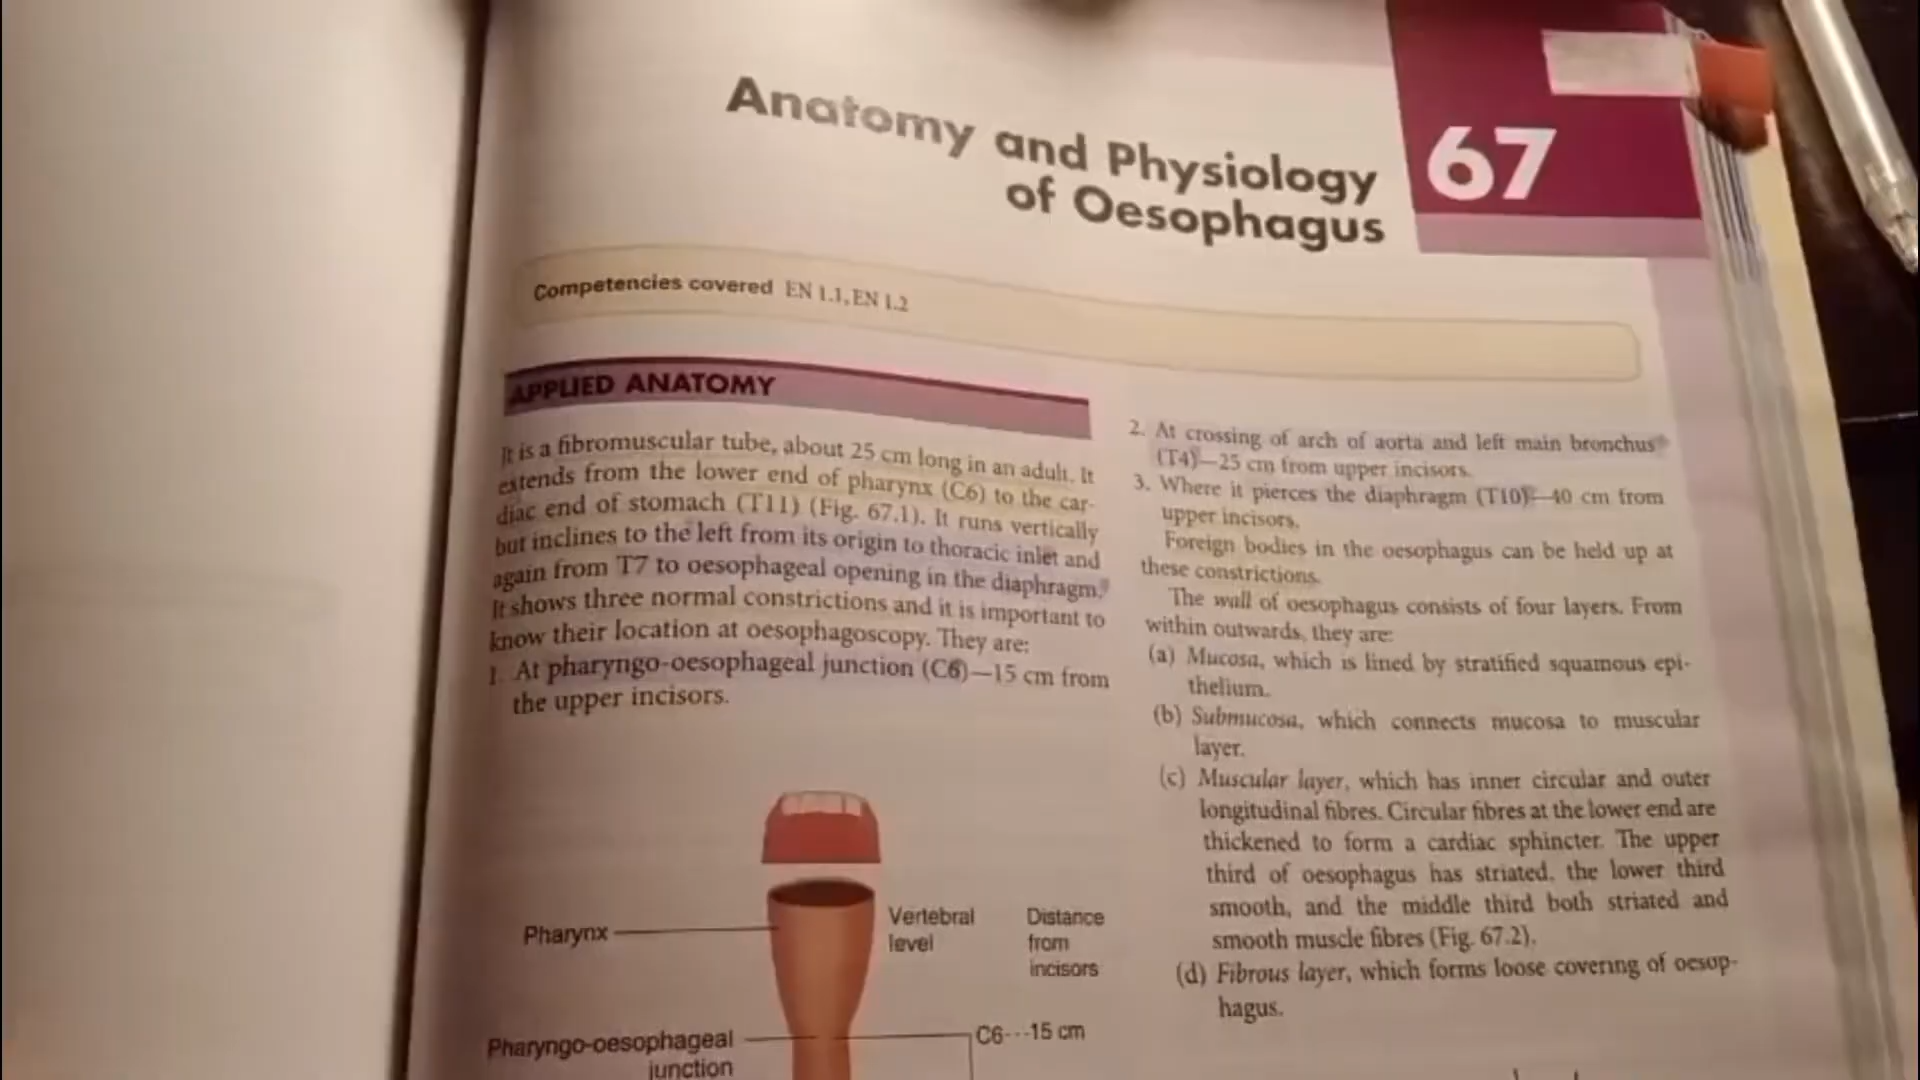 Anatomy and Physiology
of Oesophagus
67
Competencies covered EN 1.1, EN 1.2
APPLIED ANATOMY
It is a fibromuscular tube, about 25 cm long in an adult. It
extends from the lower end of pharynx (C6) to the car-
diac end of stomach (T11) (Fig. 67.1). It runs vertically
but inclines to the left from its origin to thoracic inlet and
again from T7 to oesophageal opening in the diaphragm.
It shows three normal constrictions and it is important to
know their location at oesophagoscopy. They are:
1. At pharyngo-oesophageal junction (C6)—15 cm from
the upper incisors.
Pharynx
Vertebral
level
Distance
from
incisors
Pharyngo-oesophageal
junction
C6---15 cm
2. At crossing of arch of aorta and left main bronchus
(T4)—25 cm from upper incisors.
3. Where it pierces the diaphragm (T10)—40 cm from
upper incisors.
Foreign bodies in the oesophagus can be held up at
these constrictions.
The wall of oesophagus consists of four layers. From
within outwards, they are:
(a) Mucosa, which is lined by stratified squamous epi-
thelium.
(b) Submucosa, which connects mucosa to muscular
layer.
(c) Muscular layer, which has inner circular and outer
longitudinal fibres. Circular fibres at the lower end are
thickened to form a cardiac sphincter. The upper
third of oesophagus has striated, the lower third
smooth, and the middle third both striated and
smooth muscle fibres (Fig. 67.2).
(d) Fibrous layer, which forms loose covering of oesop-
hagus.